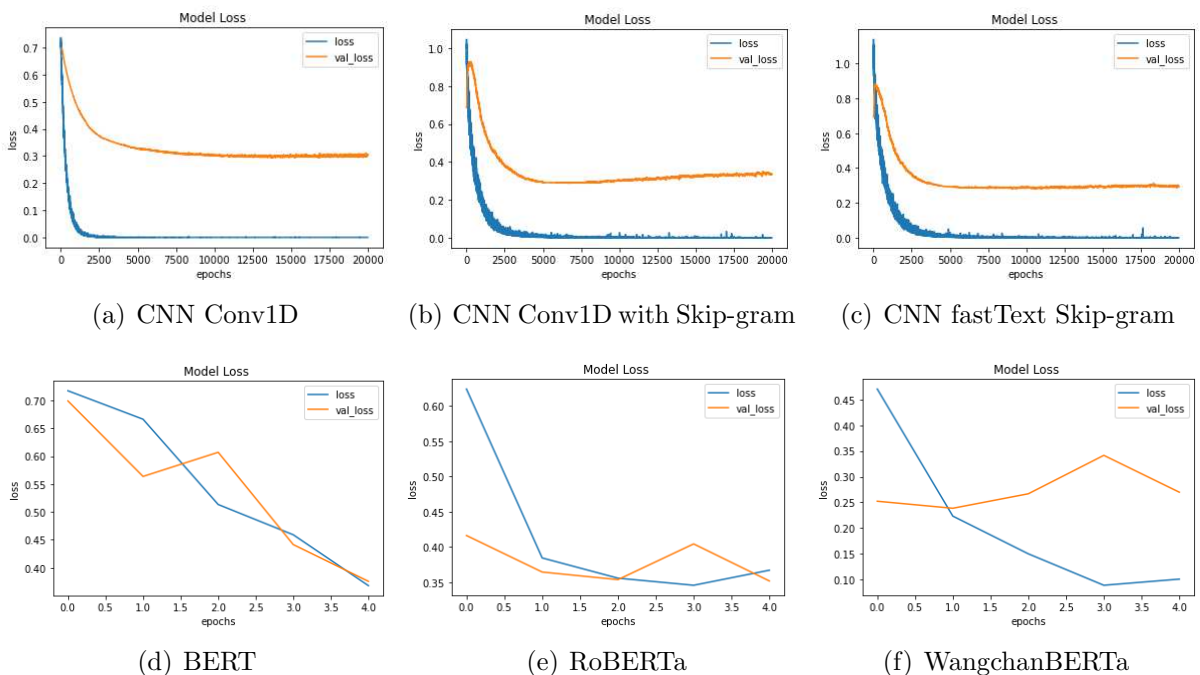 Model Loss
loss
val_loss
0.7
0.6
0.5
0.4
0.3
0.2
0.1
0.0
loss
0 2500 5000 7500 10000 12500 15000 17500 20000
epochs
(a) CNN Conv1D
Model Loss
loss
val_loss
1.0
0.8
0.6
0.4
0.2
0.0
loss
0 2500 5000 7500 10000 12500 15000 17500 20000
epochs
(b) CNN Conv1D with Skip-gram
Model Loss
loss
val_loss
1.0
0.8
0.6
0.4
0.2
0.0
loss
0 2500 5000 7500 10000 12500 15000 17500 20000
epochs
(c) CNN fastText Skip-gram
Model Loss
loss
val_loss
0.70
0.65
0.60
0.55
0.50
0.45
0.40
loss
0.0 0.5 1.0 1.5 2.0 2.5 3.0 3.5 4.0
epochs
(d) BERT
Model Loss
loss
val_loss
0.60
0.55
0.50
0.45
0.40
0.35
loss
0.0 0.5 1.0 1.5 2.0 2.5 3.0 3.5 4.0
epochs
(e) RoBERTa
Model Loss
loss
val_loss
0.45
0.40
0.35
0.30
0.25
0.20
0.15
0.10
loss
0.0 0.5 1.0 1.5 2.0 2.5 3.0 3.5 4.0
epochs
(f) WangchanBERTa